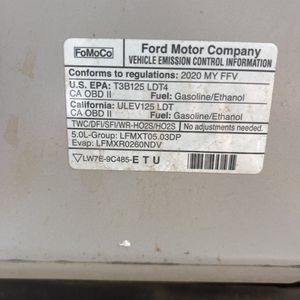 FoMoCo
Ford Motor Company
VEHICLE EMISSION CONTROL INFORMATION
Conforms to regulations: 2020 MY FFV
U.S. EPA: T3B125 LDT4
CA OBD II Fuel: Gasoline/Ethanol
California: ULEV125 LDT
CA OBD II Fuel: Gasoline/Ethanol
TWC/DFI/SFI/WR-HO2S/HO2S No adjustments needed.
5.0L-Group: LFMXT05.03DP
Evap: LFMXR0260NDV
LW7E-9C485-ETU